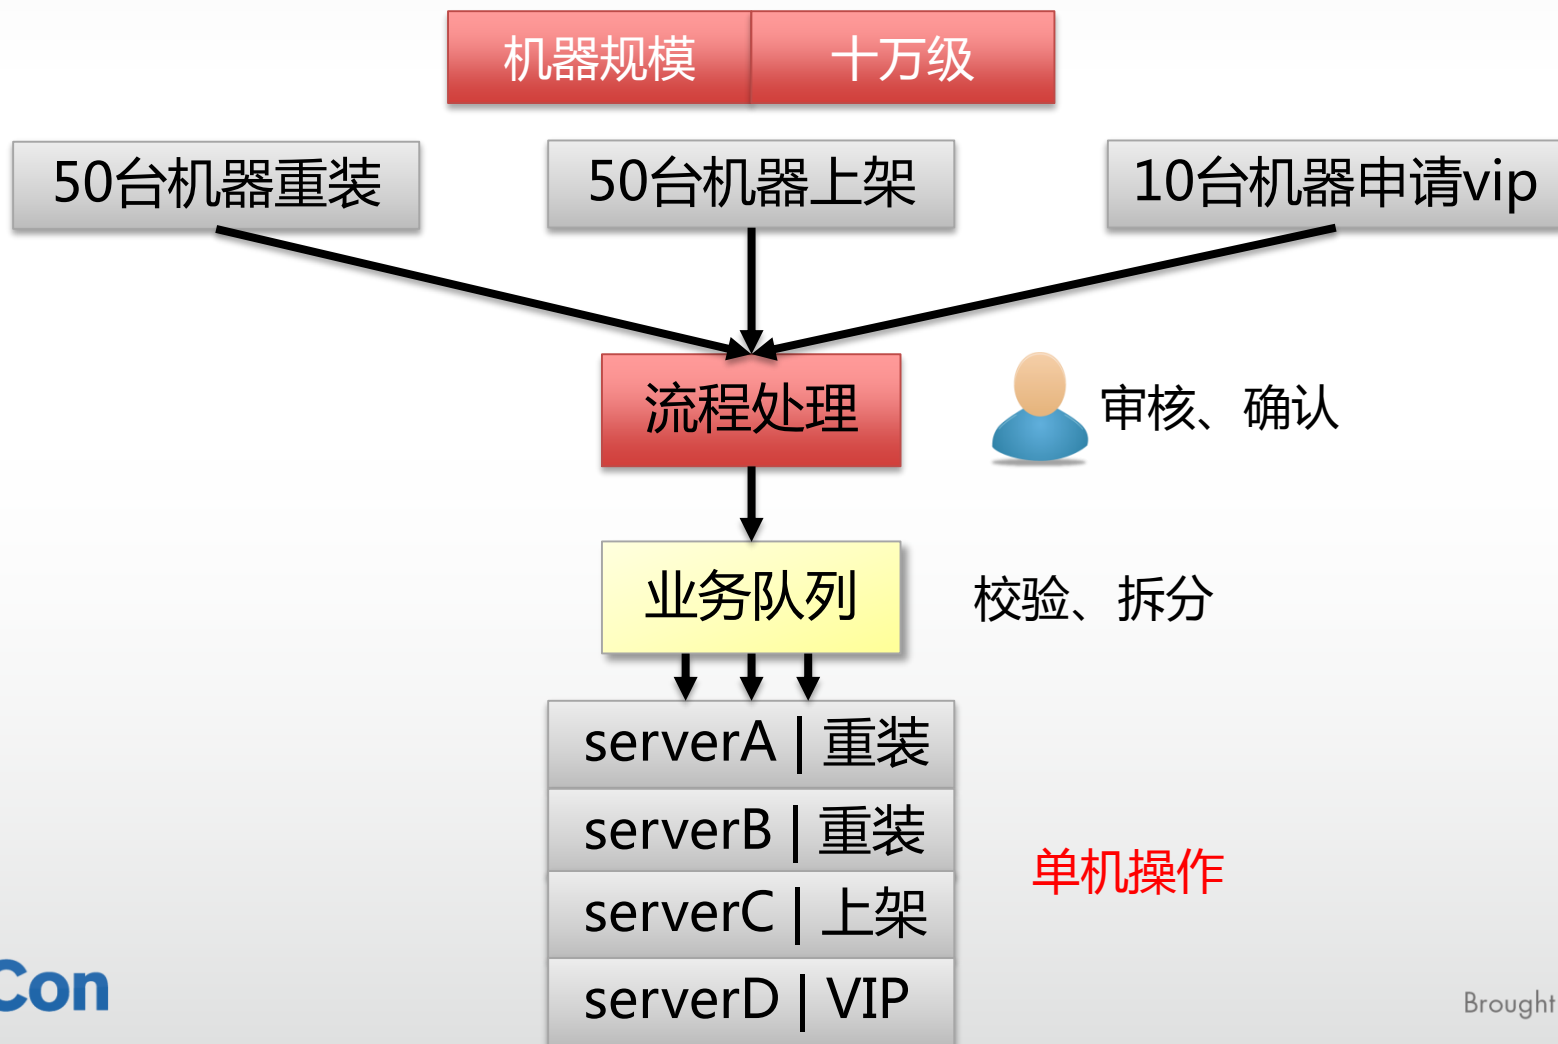 机器规模 十万级
50台机器重装 50台机器上架 10台机器申请vip
流程处理 审核、确认
业务队列 校验、拆分
serverA | 重装
serverB | 重装
单机操作
serverC | 上架
serverD | VIP
Con
Brought